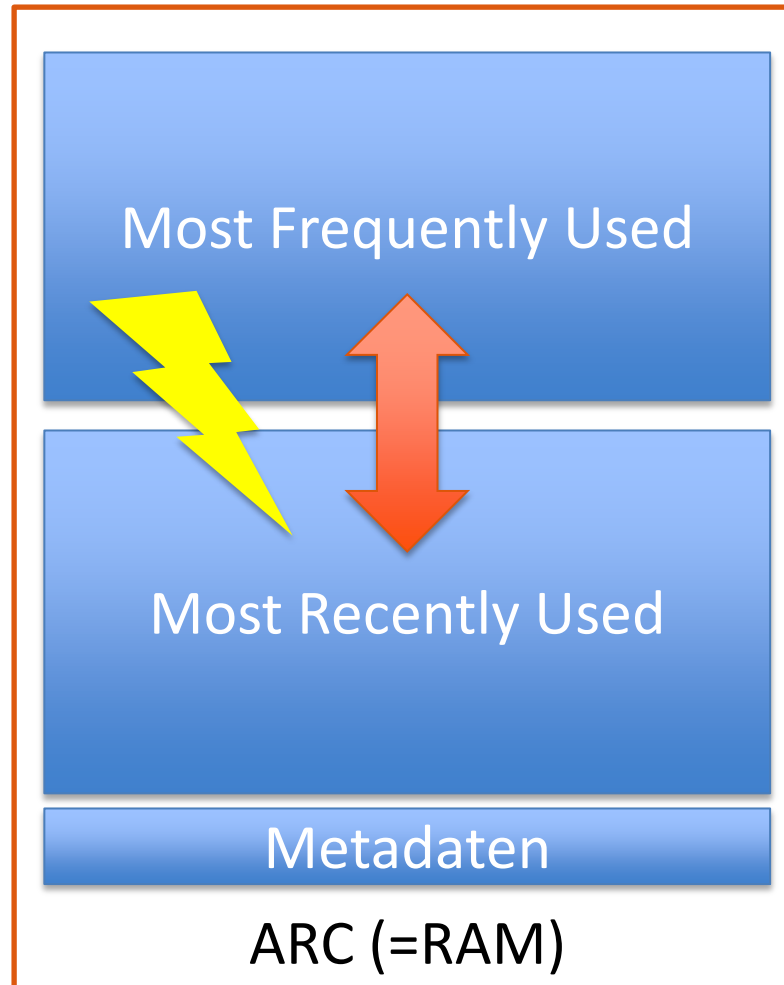 Most Frequently Used
Most Recently Used
Metadaten
ARC (=RAM)